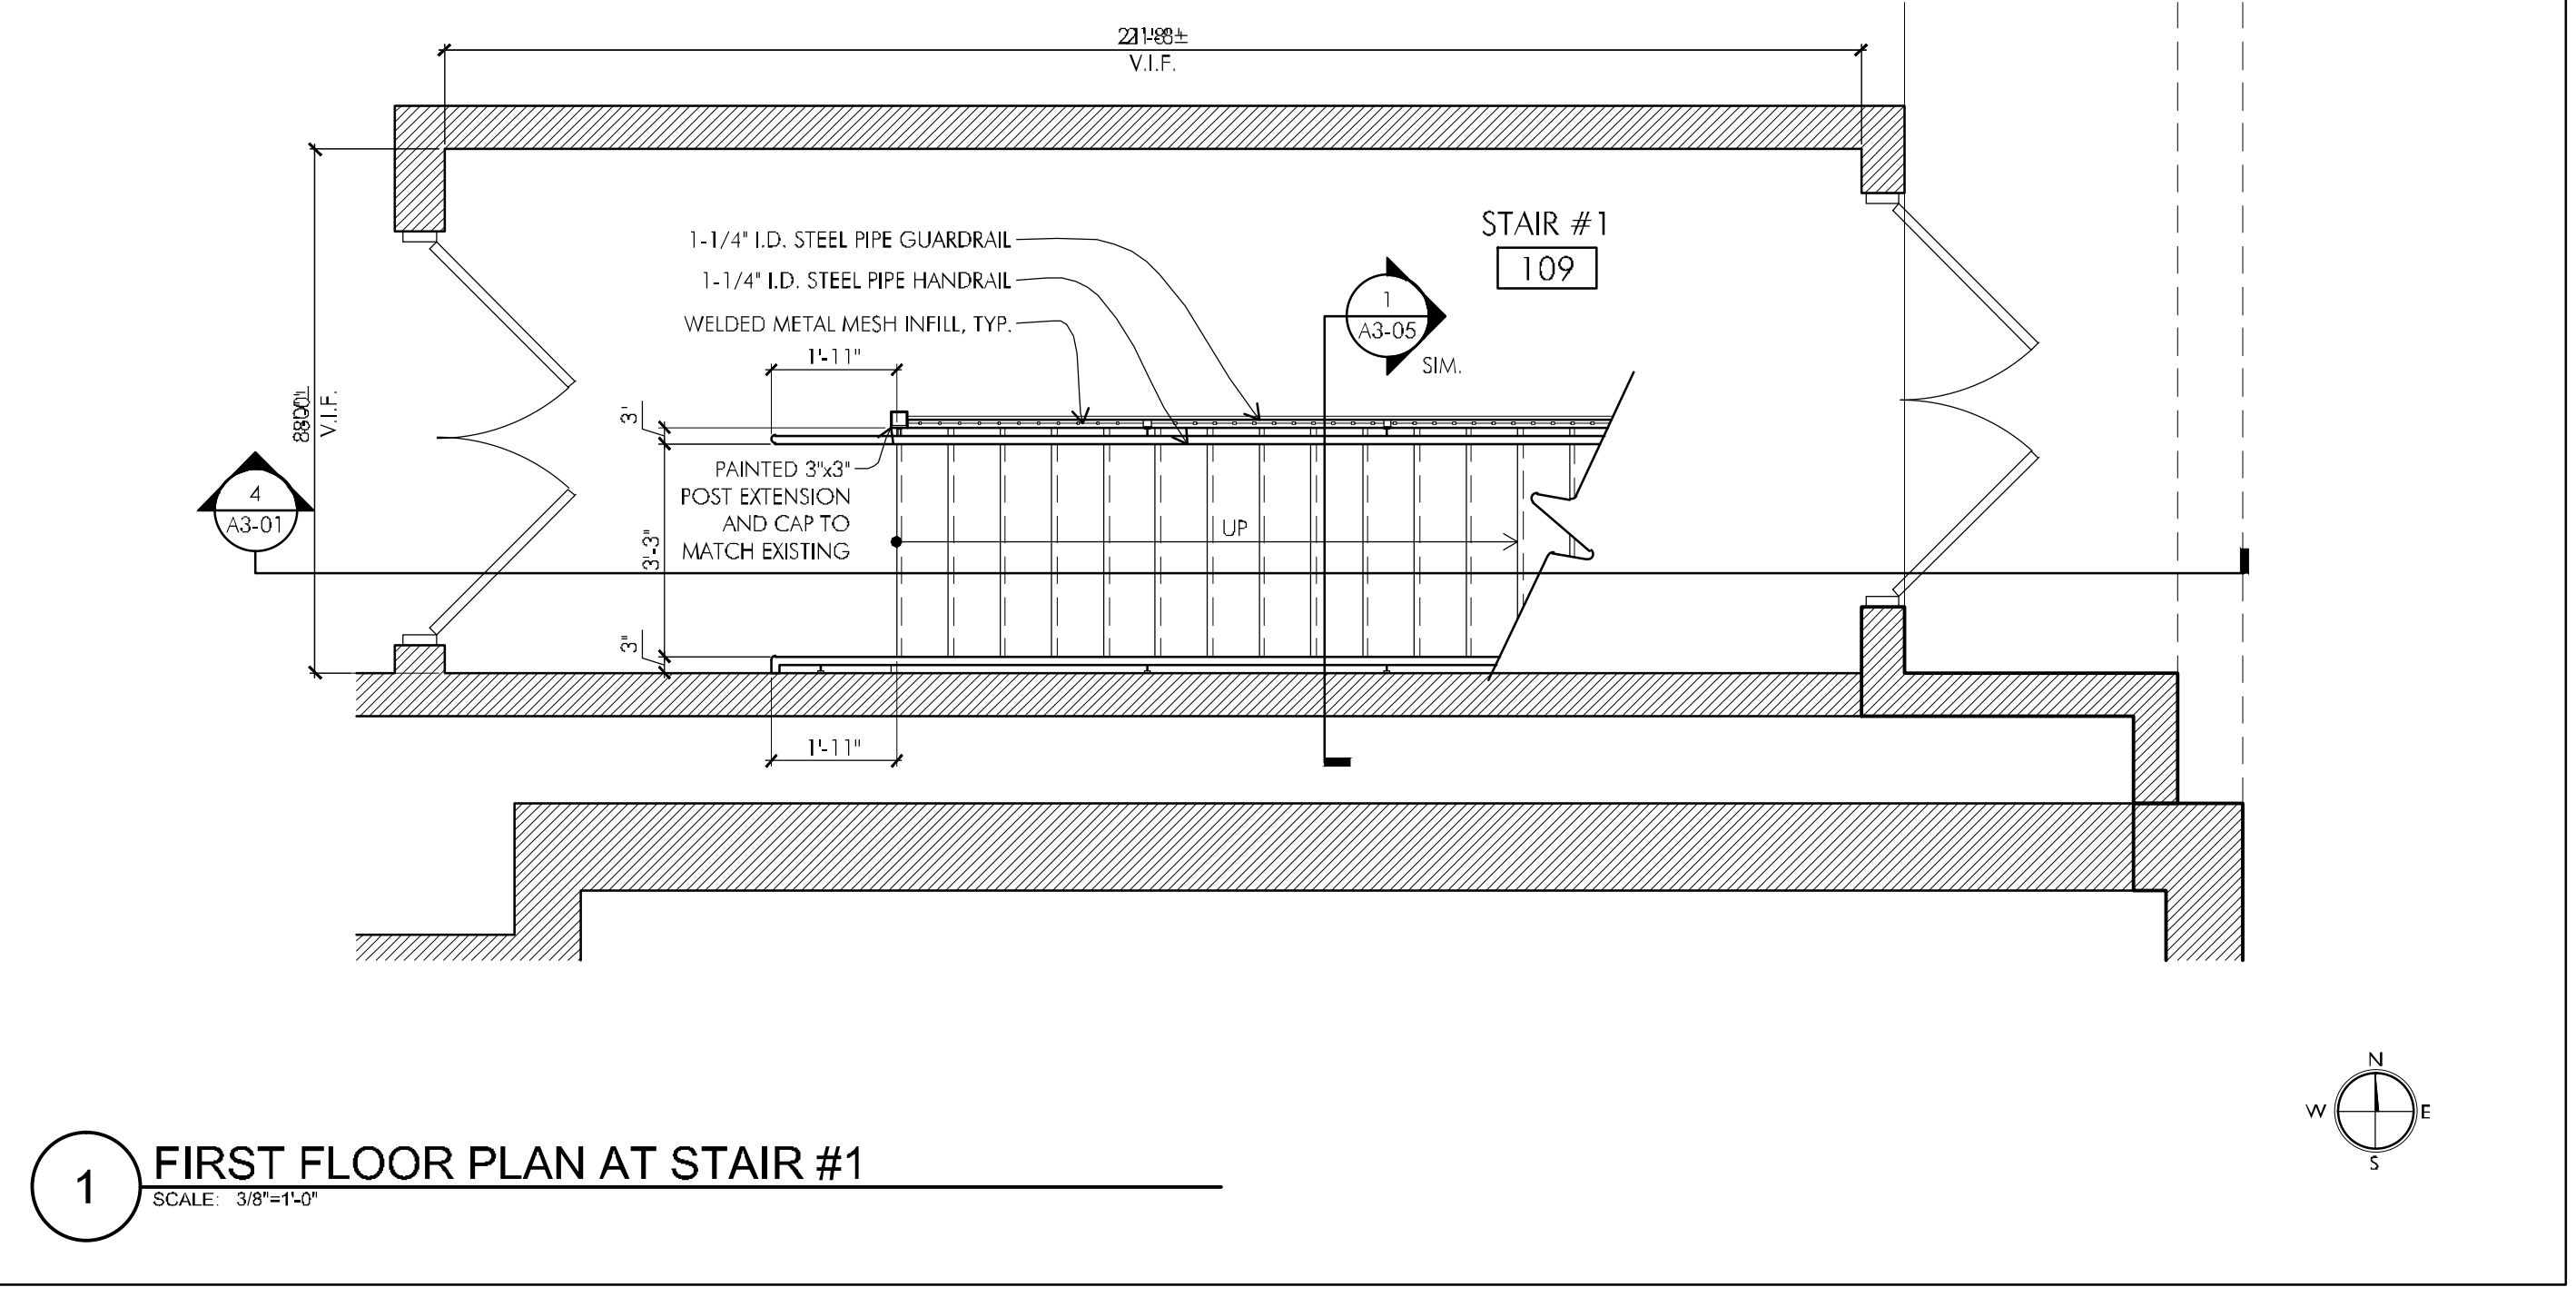 V.I.F.
STAIR #1
109
1-1/4" I.D. STEEL PIPE GUARDRAIL
1-1/4" I.D. STEEL PIPE HANDRAIL
WELDED METAL MESH INFILL, TYP.
1
A3-05
SIM.
1'-11"
3'
V.I.F.
4
A3-01
PAINTED 3"x3"
POST EXTENSION
AND CAP TO
MATCH EXISTING
UP
3'-3"
3"
1'-11"
N
W
E
S
1
FIRST FLOOR PLAN AT STAIR #1
SCALE: 3/8"=1'-0"